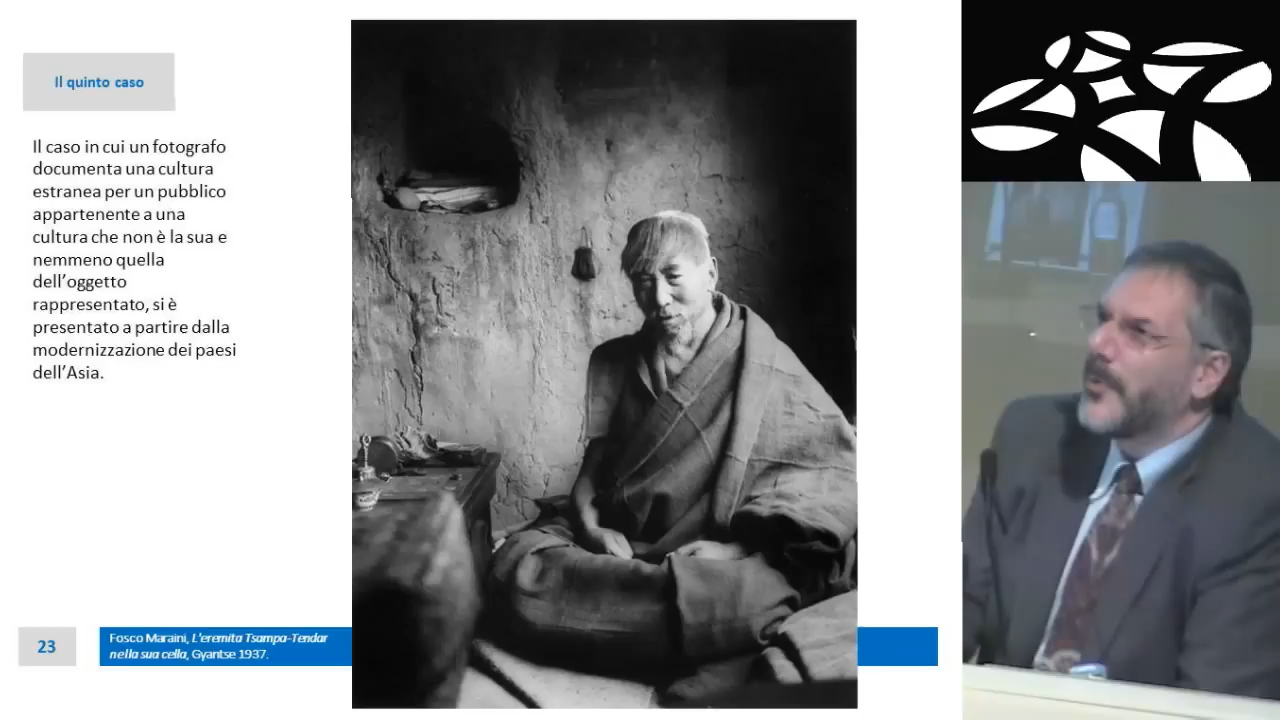 Il quinto caso
Il caso in cui un fotografo
documenta una cultura
estranea per un pubblico
appartenente a una
cultura che non è la sua e
nemmeno quella
dell’oggetto
rappresentato, si è
presentato a partire dalla
modernizzazione dei paesi
dell’Asia.
23
Fosco Maraini, L'eremita Tsampa-Tendar
nella sua cella, Gyantse 1937.